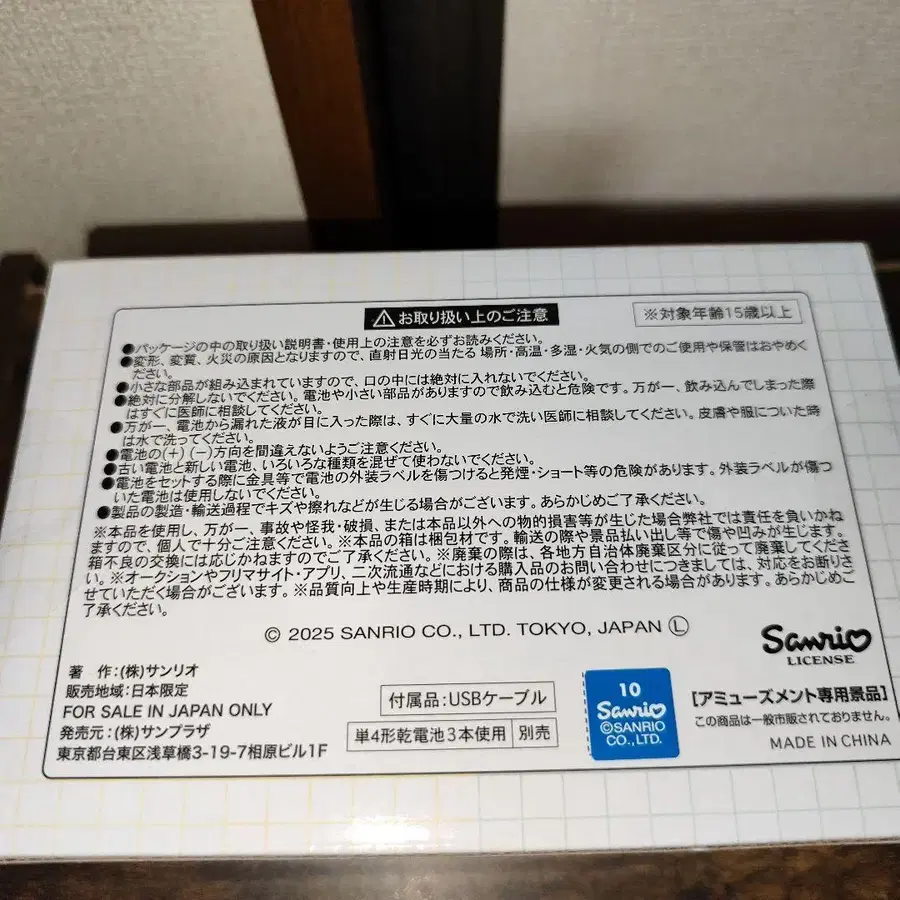 ⚠お取り扱い上のご注意
※対象年齢15歳以上
●パッケージの中の取り扱い説明書・使用上の注意を必ずお読みください。
●変形、変質、火災の原因となりますので、直射日光の当たる 場所・高温・多湿・火気の側でのご使用や保管はおやめく
ださい。
●小さな部品が組み込まれていますので、口の中には絶対に入れないでください。
●絶対に分解しないでください。電池や小さい部品がありますので飲み込むと危険です。万が一、飲み込んでしまった際
はすぐに医師に相談してください。
●万が一、電池から漏れた液が目に入った際は、すぐに大量の水で洗い医師に相談してください。皮膚や服についた時
は水で洗ってください。
●電池の(+)(-)方向を間違えないようご注意ください。
●古い電池と新しい電池、いろいろな種類を混ぜて使わないでください。
●電池をセットする際に金具等で電池の外装ラベルを傷つけると発煙・ショート等の危険があります。外装ラベルが傷つ
いた電池は使用しないでください。
●製品の製造・輸送過程でキズや擦れなどが生じる場合がございます。あらかじめご了承ください。
※本品を使用し、万が一、事故や怪我・破損、または本品以外への物的損害等が生じた場合弊社では責任を負いかね
ますので、個人で十分ご注意ください。※本品の箱は梱包材です。輸送の際や景品払い出し等で傷や凹みが生じます。
箱不良の交換には応じかねますのでご了承ください。※廃棄の際は、各地方自治体廃棄区分に従って廃棄してくださ
い。※オークションやフリマサイト・アプリ、二次流通などにおける購入品のお問い合わせにつきましては、対応をお断りさ
せていただく場合がございます。※品質向上や生産時期により、商品の仕様が変更される場合があります。あらかじめご
了承ください。
© 2025 SANRIO CO., LTD. TOKYO, JAPAN Ⓛ
Sanrio
LICENSE
著 作:(株)サンリオ
販売地域:日本限定
FOR SALE IN JAPAN ONLY
発売元:(株)サンプラザ
東京都台東区浅草橋3-19-7相原ビル1F
付属品:USBケーブル
単4形乾電池3本使用 別売
10
Sanrio
©SANRIO
CO.,LTD.
【アミューズメント専用景品】
この商品は一般市販されておりません。
MADE IN CHINA